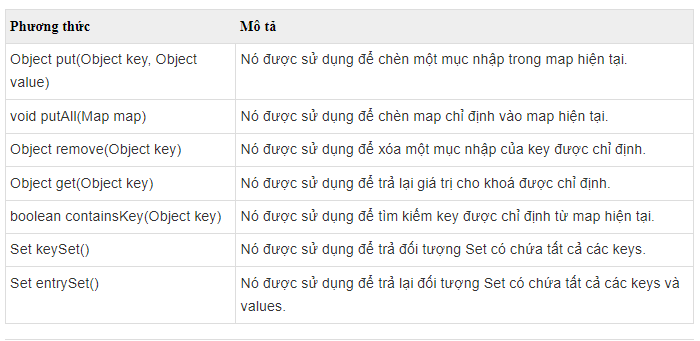 Phương thức Mô tả
Object put(Object key, Object Nó được sử dụng để chèn một mục nhập trong map hiện tại.
value)
void putAll(Map map) Nó được sử dụng để chèn map chỉ định vào map hiện tại.
Object remove(Object key) Nó được sử dụng để xóa một mục nhập của key được chỉ định.
Object get(Object key) Nó được sử dụng để trả lại giá trị cho khoá được chỉ định.
boolean containsKey(Object key) Nó được sử dụng để tìm kiếm key được chỉ định từ map hiện tại.
Set keySet() Nó được sử dụng để trả đối tượng Set có chứa tất cả các keys.
Set entrySet() Nó được sử dụng để trả lại đối tượng Set có chứa tất cả các keys và
values.